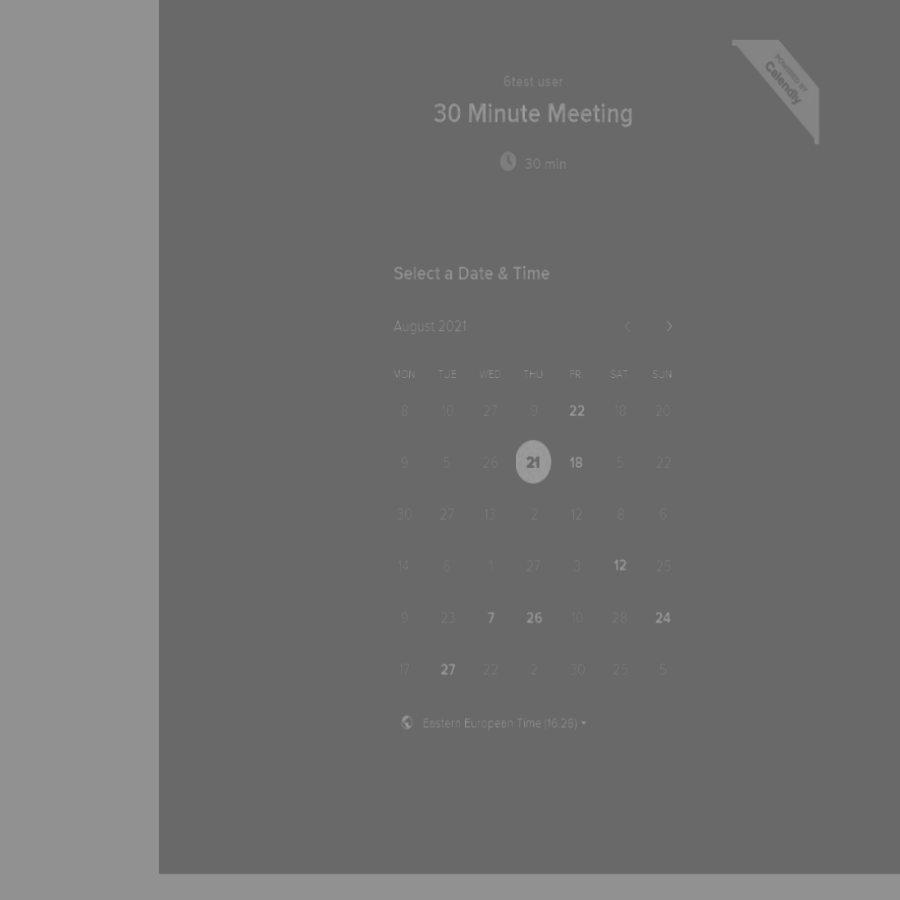 POWERED BY
Calendly
6test user
30 Minute Meeting
30 min
Select a Date & Time
August 2021
MON TUE WED THU FRI SAT SUN
8 10 27 9 22 18 20
9 5 26 21 18 5 22
30 27 13 2 12 8 6
14 6 1 27 3 12 25
9 23 7 26 10 28 24
17 27 22 2 30 25 5
Eastern European Time (16:28)